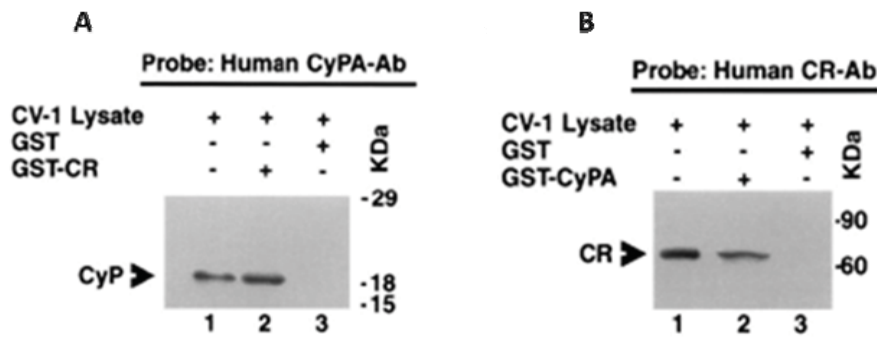 A
Probe: Human CyPA-Ab
CV-1 Lysate + + +
GST - - +
GST-CR - + -
KDa
-29
CyP
-18
-15
1 2 3
B
Probe: Human CR-Ab
CV-1 Lysate + + +
GST - - +
GST-CyPA - + -
KDa
-90
CR
-60
1 2 3